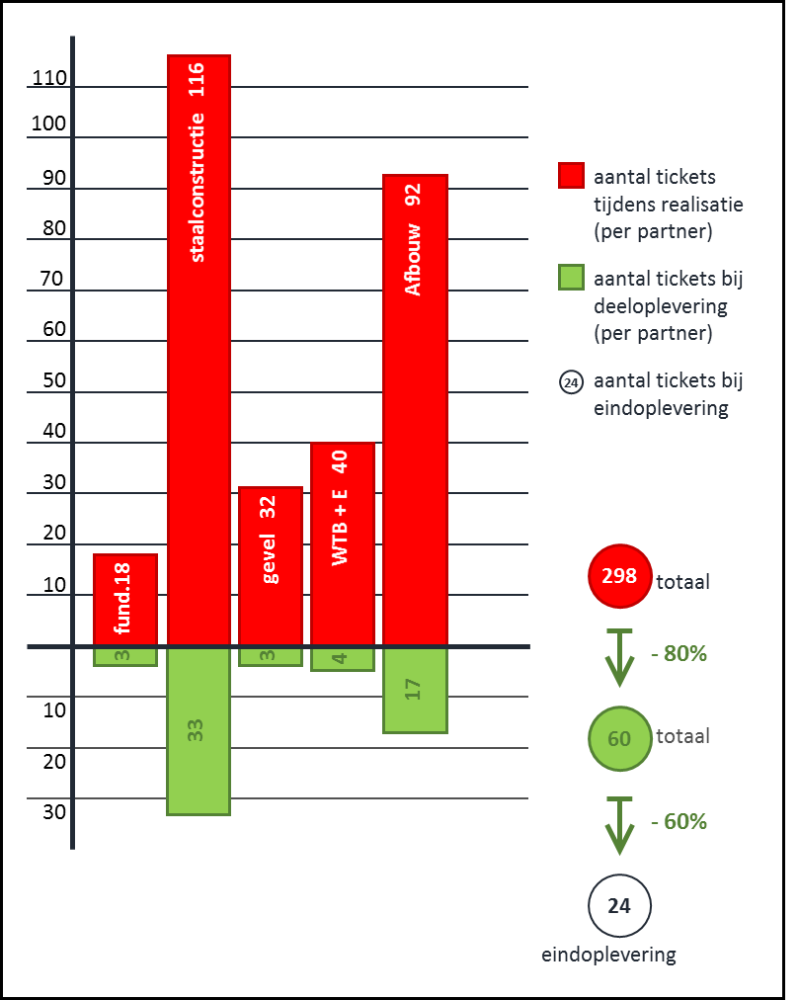 110
100
90
80
70
60
50
40
30
20
10
10
20
30
fund.18
staalconstructie 116
gevel 32
WTB + E 40
Afbouw 92
3
33
3
4
17
aantal tickets
tijdens realisatie
(per partner)
aantal tickets bij
deeloplevering
(per partner)
24
aantal tickets bij
eindoplevering
298 totaal
- 80%
60 totaal
- 60%
24
eindoplevering